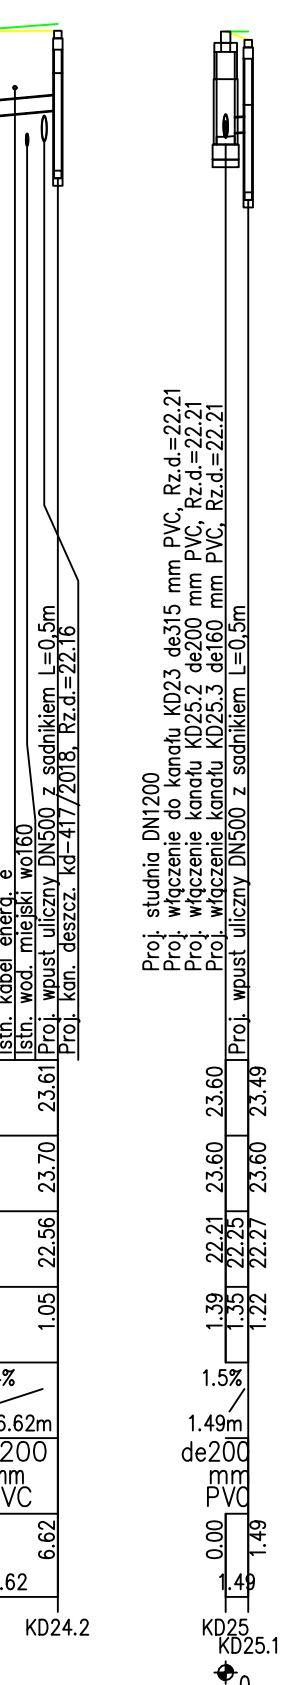 Istn. kabel energ. e
Istn. wod. miejski wo160
Proj. wpust uliczny DN500 z sadnikiem L=0,5m
Proj. kan. deszcz. kd-417/2018, Rz.d.=22.16
23.61
23.70
22.56
1.05
%
6.62m
200
mm
VC
6.62
.62
KD24.2
Proj. studnia DN1200
Proj. włączenie do kanału KD23 de315 mm PVC, Rz.d.=22.21
Proj. włączenie kanału KD25.2 de200 mm PVC, Rz.d.=22.21
Proj. włączenie kanału KD25.3 de160 mm PVC, Rz.d.=22.21
Proj. wpust uliczny DN500 z sadnikiem L=0,5m
23.60
23.49
23.60
23.60
22.21
22.25
22.27
1.39
1.35
1.22
1.5%
1.49m
de200
mm
PVC
0.00
1.49
1.49
KD25
KD25.1
0